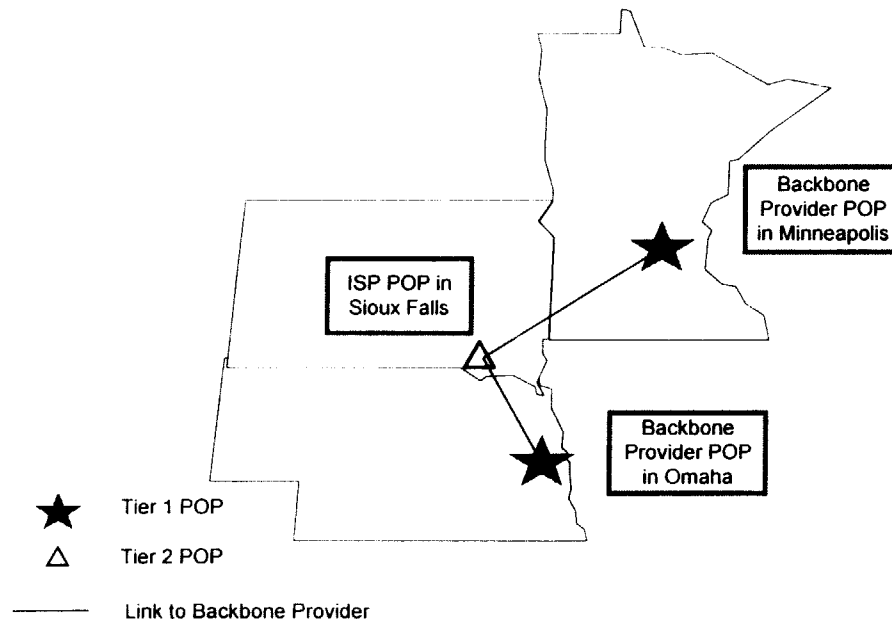 Backbone
Provider POP
in Minneapolis
ISP POP in
Sioux Falls
Backbone
Provider POP
in Omaha
Tier 1 POP
Tier 2 POP
Link to Backbone Provider